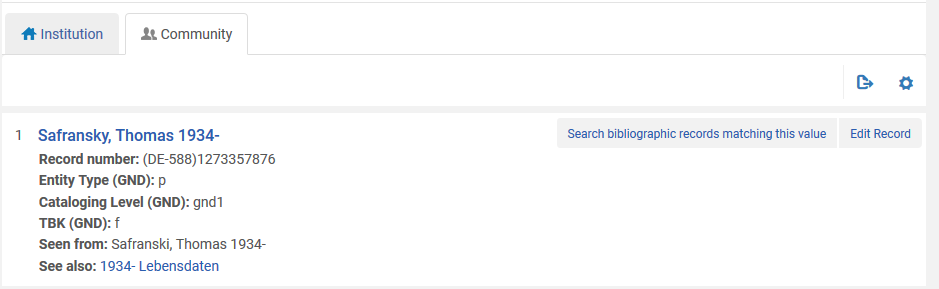 Institution
Community
1 Safransky, Thomas 1934-
Search bibliographic records matching this value
Edit Record
Record number: (DE-588)1273357876
Entity Type (GND): p
Cataloging Level (GND): gnd1
TBK (GND): f
Seen from: Safranski, Thomas 1934-
See also: 1934- Lebensdaten